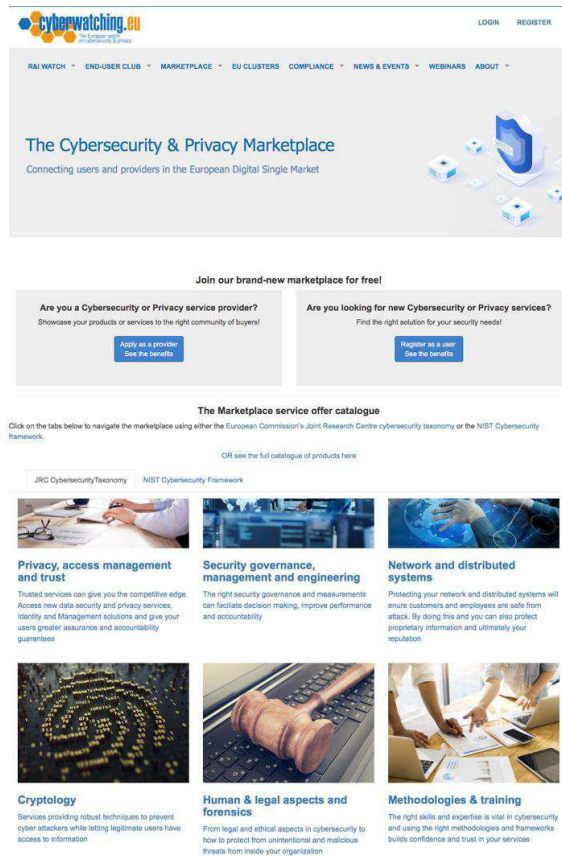 cyberwatching.eu
The European watch
on cybersecurity & privacy
LOGIN REGISTER
R&I WATCH END-USER CLUB MARKETPLACE EU CLUSTERS COMPLIANCE NEWS & EVENTS WEBINARS ABOUT
The Cybersecurity & Privacy Marketplace
Connecting users and providers in the European Digital Single Market
Join our brand-new marketplace for free!
Are you a Cybersecurity or Privacy service provider?
Showcase your products or services to the right community of buyers!
Apply as a provider
See the benefits
Are you looking for new Cybersecurity or Privacy services?
Find the right solution for your security needs!
Register as a user
See the benefits
The Marketplace service offer catalogue
Click on the tabs below to navigate the marketplace using either the European Commission's Joint Research Centre cybersecurity taxonomy or the NIST Cybersecurity
framework.
OR see the full catalogue of products here
JRC CybersecurityTaxonomy NIST Cybersecurity Framework
Privacy, access management
and trust
Trusted services can give you the competitive edge.
Access new data security and privacy services,
Identity and Management solutions and give your
users greater assurance and accountability
guarentees
Security governance,
management and engineering
The right security governance and measurements
can faciliate decision making, improve performance
and accountability
Network and distributed
systems
Protecting your network and distributed systems will
enure customers and employees are safe from
attack. By doing this and you can also protect
proprietary information and ultimately your
reputation
Cryptology
Services providing robust techniques to prevent
cyber attackers while letting legitimate users have
access to information
Human & legal aspects and
forensics
From legal and ethical aspects in cybersecurity to
how to protect from unintentional and malicious
threats from inside your organization
Methodologies & training
The right skills and expertise is vital in cybersecurity
and using the right methodologies and frameworks
builds confidence and trust in your services